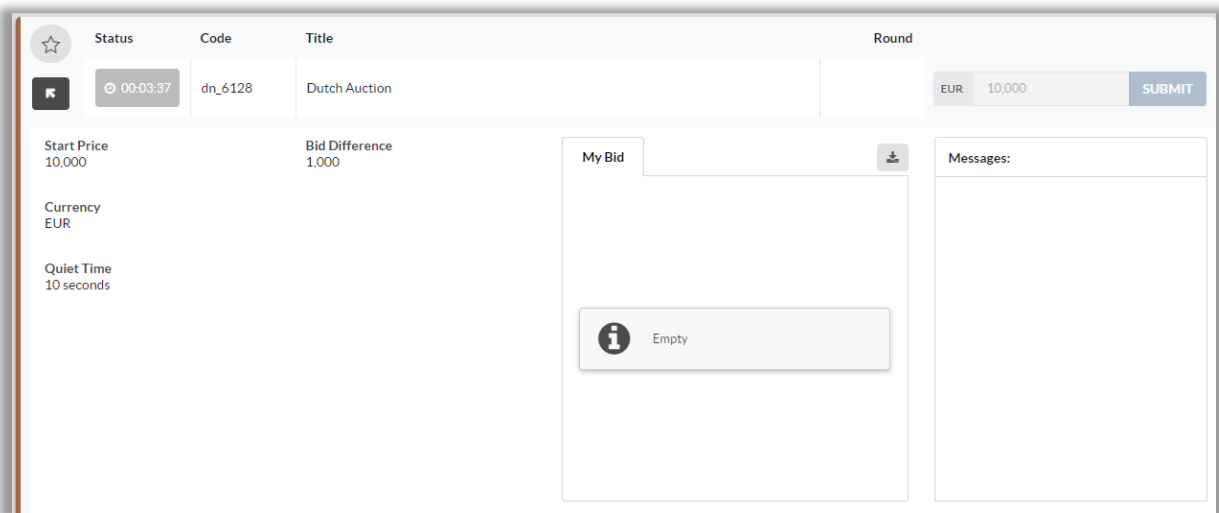 Status Code Title Round
00:03:37 dn_6128 Dutch Auction EUR 10,000 SUBMIT
Start Price Bid Difference
10,000 1,000
My Bid
Messages:
Currency
EUR
Quiet Time
10 seconds
Empty